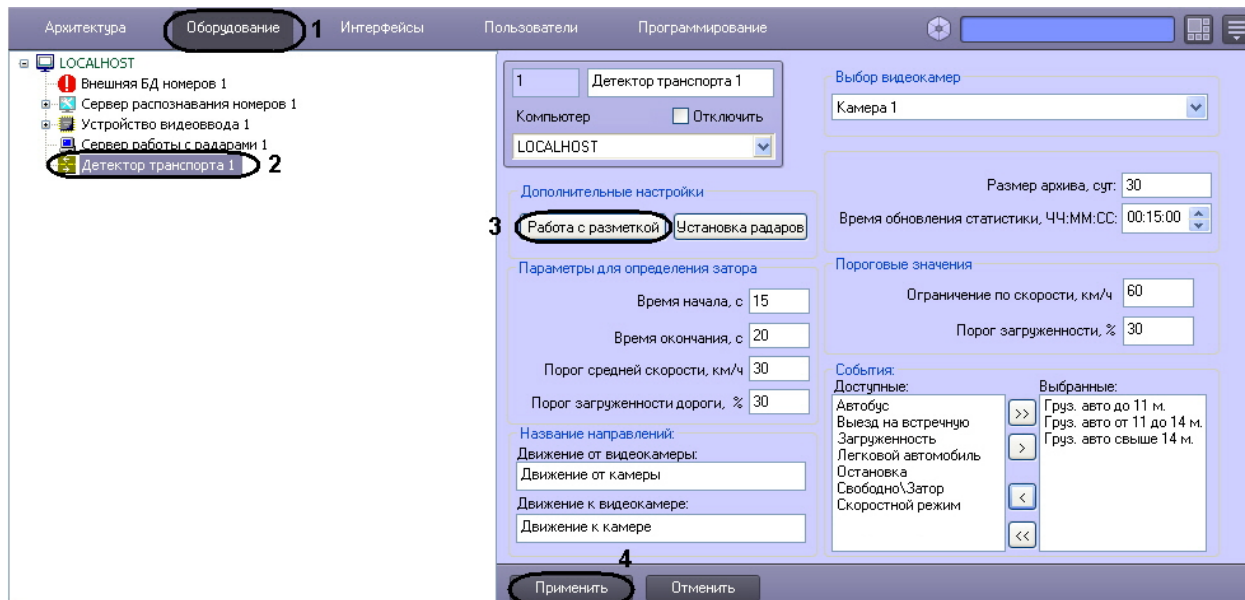 Архитектура Оборудование 1 Интерфейсы Пользователи Программирование
LOCALHOST
Внешняя БД номеров 1
Сервер распознавания номеров 1
Устройство видеоввода 1
Сервер работы с радарами 1
Детектор транспорта 1 2
1 Детектор транспорта 1
Компьютер Отключить
LOCALHOST
Дополнительные настройки
3 Работа с разметкой Установка радаров
Параметры для определения затора
Время начала, с 15
Время окончания, с 20
Порог средней скорости, км/ч 30
Порог загруженности дороги, % 30
Название направлений:
Движение от видеокамеры:
Движение от камеры
Движение к видеокамере:
Движение к камере
Выбор видеокамер
Камера 1
Размер архива, сут: 30
Время обновления статистики, ЧЧ:ММ:СС: 00:15:00
Пороговые значения
Ограничение по скорости, км/ч 60
Порог загруженности, % 30
События:
Доступные: Выбранные:
Автобус
Выезд на встречную
Загруженность
Легковой автомобиль
Остановка
Свободно\Затор
Скоростной режим
>>
>
<
<<
Груз. авто до 11 м.
Груз. авто от 11 до 14 м.
Груз. авто свыше 14 м.
4
Применить Отменить